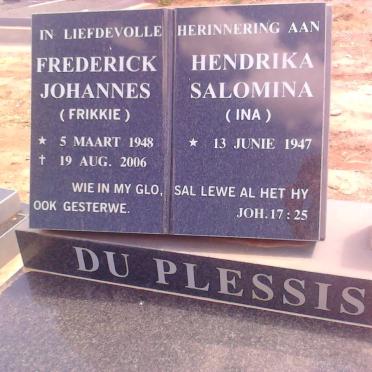 IN LIEFDEVOLLE HERINNERING AAN
FREDERICK
JOHANNES
(FRIKKIE)
★ 5 MAART 1948
† 19 AUG. 2006
HENDRIKA
SALOMINA
(INA)
★ 13 JUNIE 1947
WIE IN MY GLO, SAL LEWE AL HET HY
OOK GESTERWE. JOH. 17:25
DU PLESSIS